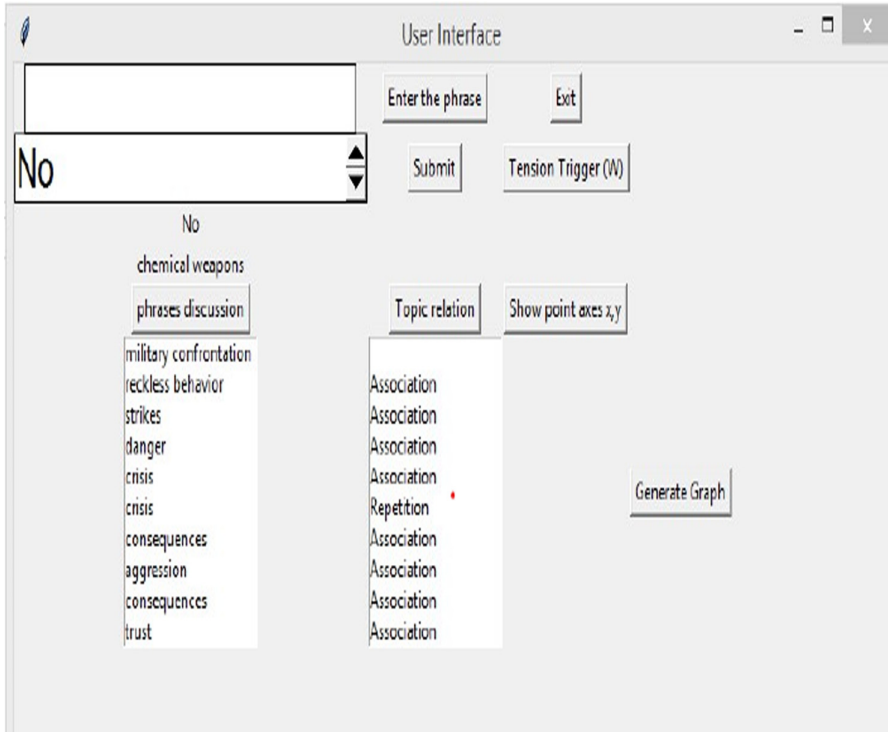 User Interface
Enter the phrase Exit
No Submit Tension Trigger (W)
No
chemical weapons
phrases discussion Topic relation Show point axes x,y
military confrontation
reckless behavior Association
strikes Association
danger Association
crisis Association
Generate Graph
crisis Repetition
consequences Association
aggression Association
consequences Association
trust Association